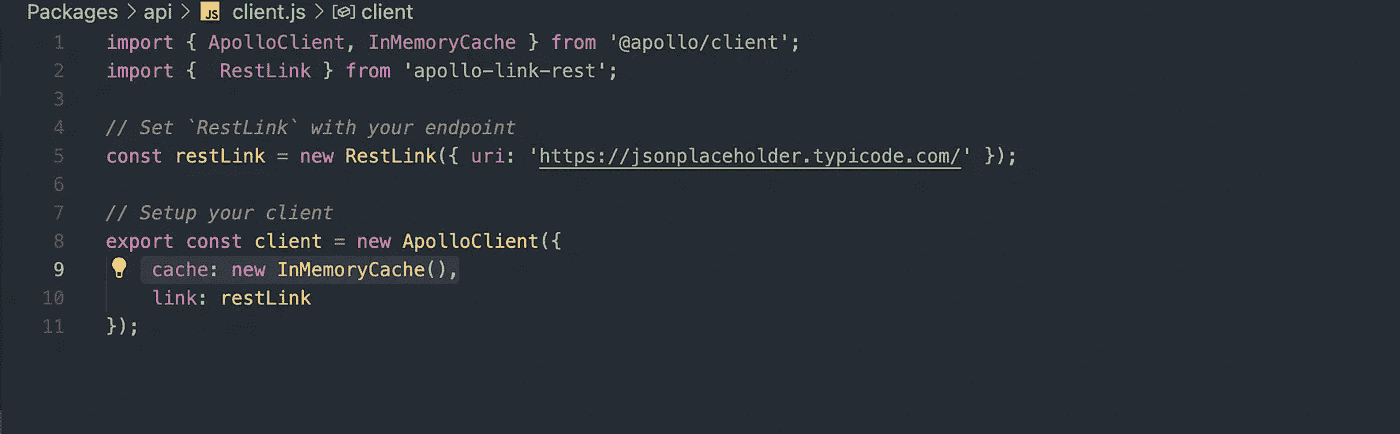 Packages > api > JS client.js > client
1 import { ApolloClient, InMemoryCache } from '@apollo/client';
2 import {  RestLink } from 'apollo-link-rest';
3
4 // Set `RestLink` with your endpoint
5 const restLink = new RestLink({ uri: 'https://jsonplaceholder.typicode.com/' });
6
7 // Setup your client
8 export const client = new ApolloClient({
9     cache: new InMemoryCache(),
10     link: restLink
11 });